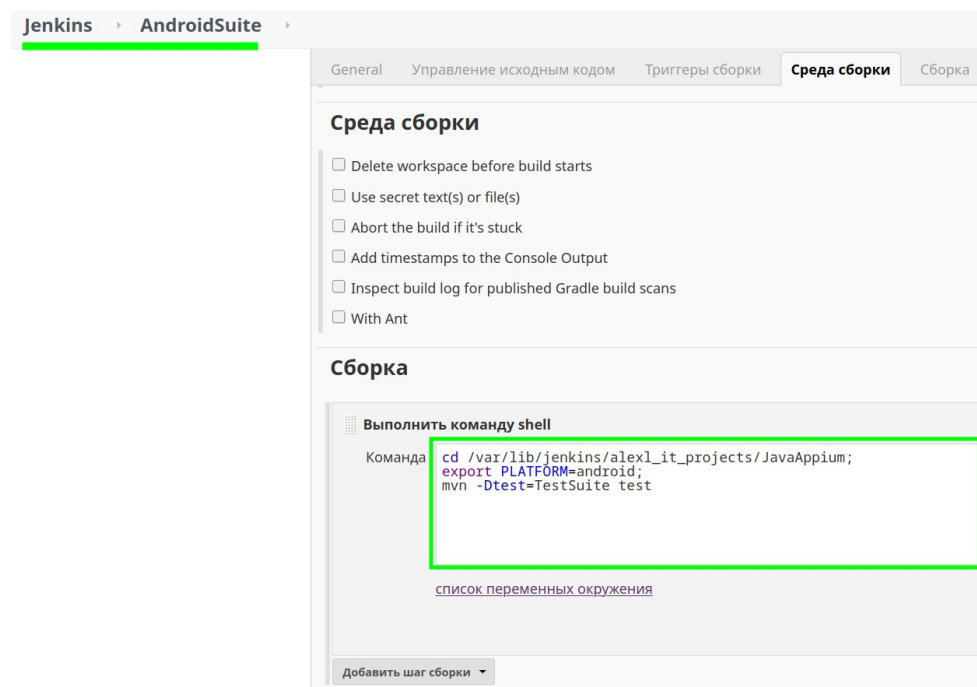 Jenkins AndroidSuite
General Управление исходным кодом Триггеры сборки Среда сборки Сборка
Среда сборки
Delete workspace before build starts
Use secret text(s) or file(s)
Abort the build if it's stuck
Add timestamps to the Console Output
Inspect build log for published Gradle build scans
With Ant
Сборка
Выполнить команду shell
Команда
cd /var/lib/jenkins/alexl_it_projects/JavaAppium;
export PLATFORM=android;
mvn -Dtest=TestSuite test
список переменных окружения
Добавить шаг сборки